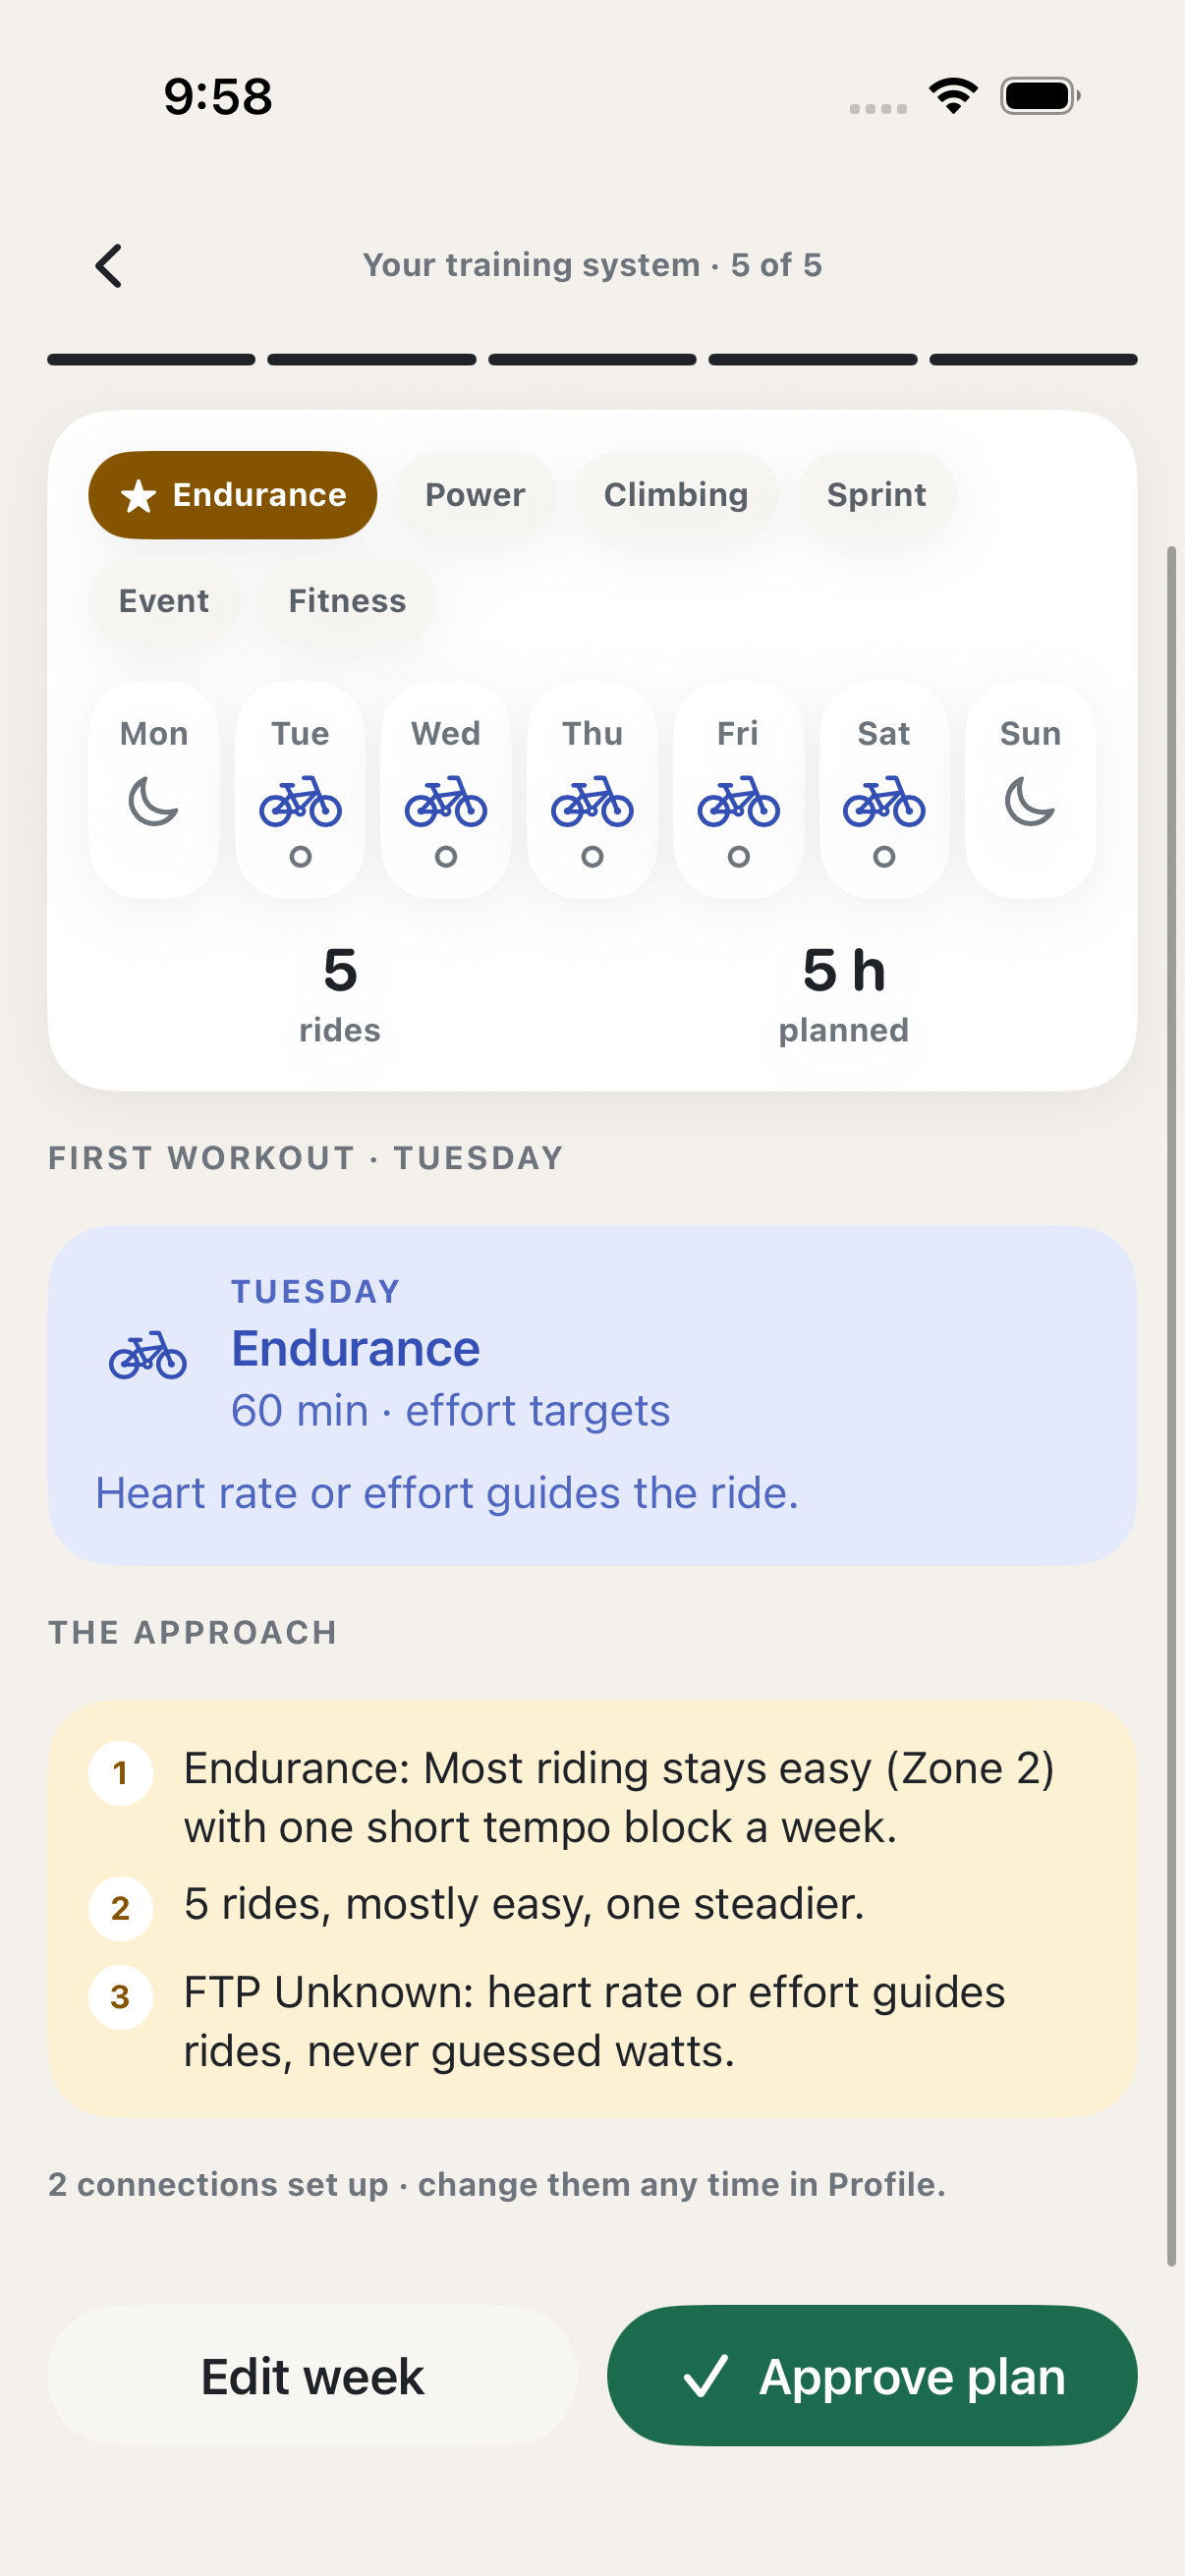 9:58
Your training system · 5 of 5
Endurance Power Climbing Sprint
Event Fitness
Mon Tue Wed Thu Fri Sat Sun
5 5 h
rides planned
FIRST WORKOUT · TUESDAY
TUESDAY
Endurance
60 min · effort targets
Heart rate or effort guides the ride.
THE APPROACH
1 Endurance: Most riding stays easy (Zone 2)
with one short tempo block a week.
2 5 rides, mostly easy, one steadier.
3 FTP Unknown: heart rate or effort guides
rides, never guessed watts.
2 connections set up · change them any time in Profile.
Edit week Approve plan